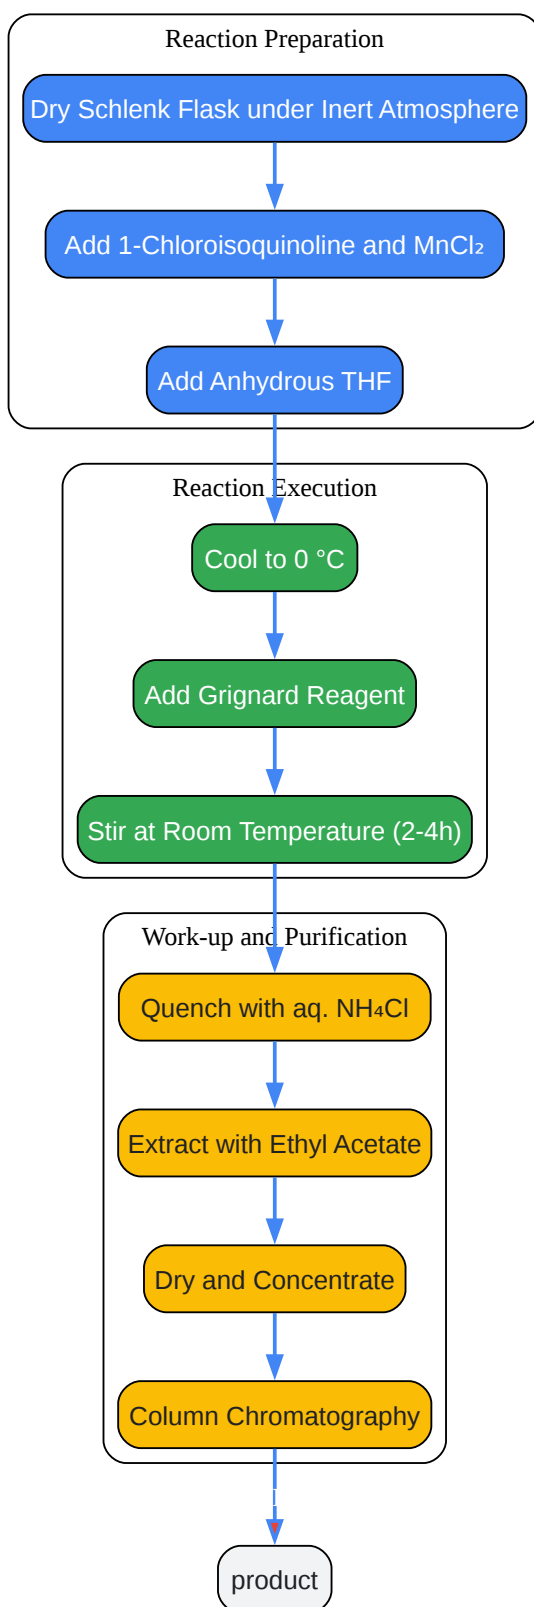 Reaction Preparation
Dry Schlenk Flask under Inert Atmosphere
Add 1-Chloroisoquinoline and MnCl₂
Add Anhydrous THF
Reaction Execution
Cool to 0 °C
Add Grignard Reagent
Stir at Room Temperature (2-4h)
Work-up and Purification
Quench with aq. NH₄Cl
Extract with Ethyl Acetate
Dry and Concentrate
Column Chromatography
product